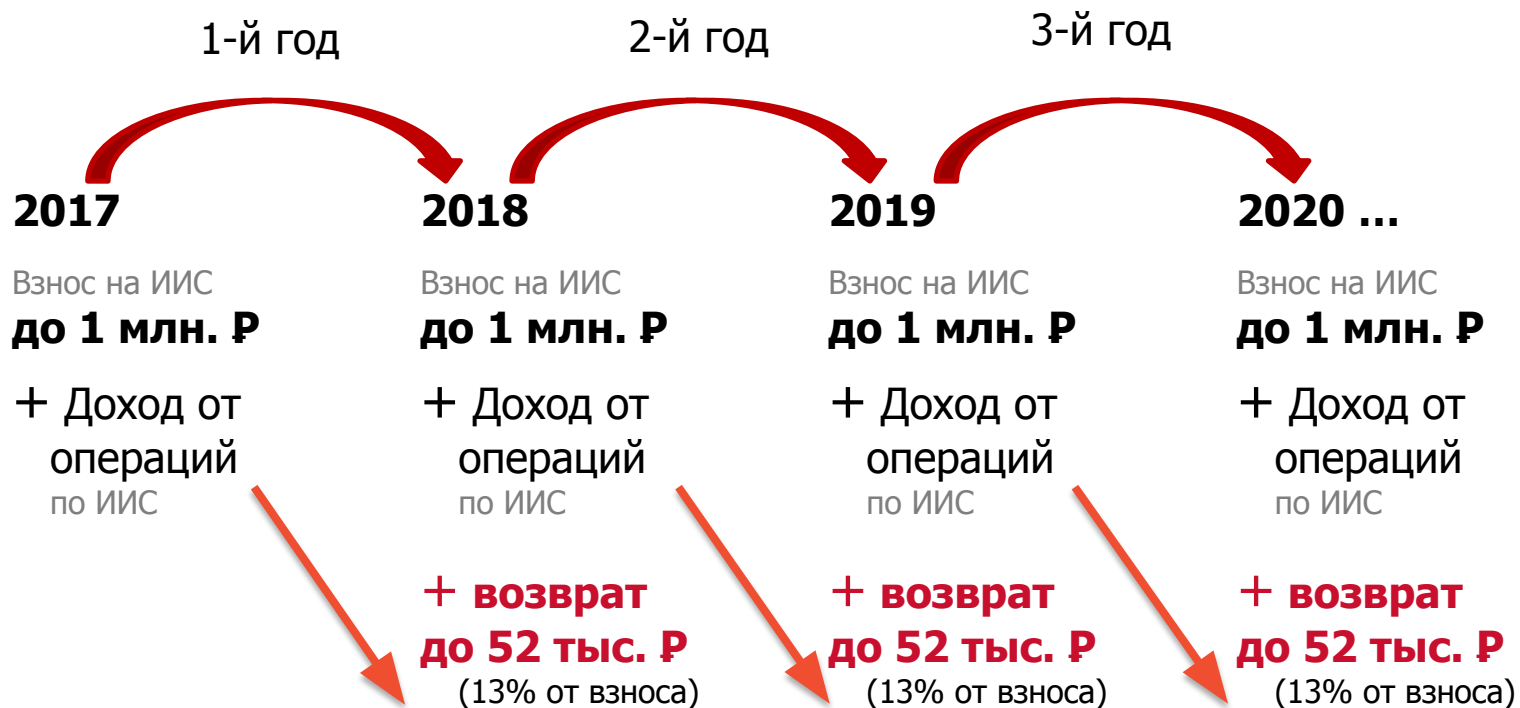 1-й год
2-й год
3-й год
2017
2018
2019
2020 ...
Взнос на ИИС
Взнос на ИИС
Взнос на ИИС
Взнос на ИИС
до 1 млн. ₽
до 1 млн. ₽
до 1 млн. ₽
до 1 млн. ₽
+ Доход от
операций
по ИИС
+ Доход от
операций
по ИИС
+ Доход от
операций
по ИИС
+ Доход от
операций
по ИИС
+ возврат
до 52 тыс. ₽
(13% от взноса)
+ возврат
до 52 тыс. ₽
(13% от взноса)
+ возврат
до 52 тыс. ₽
(13% от взноса)